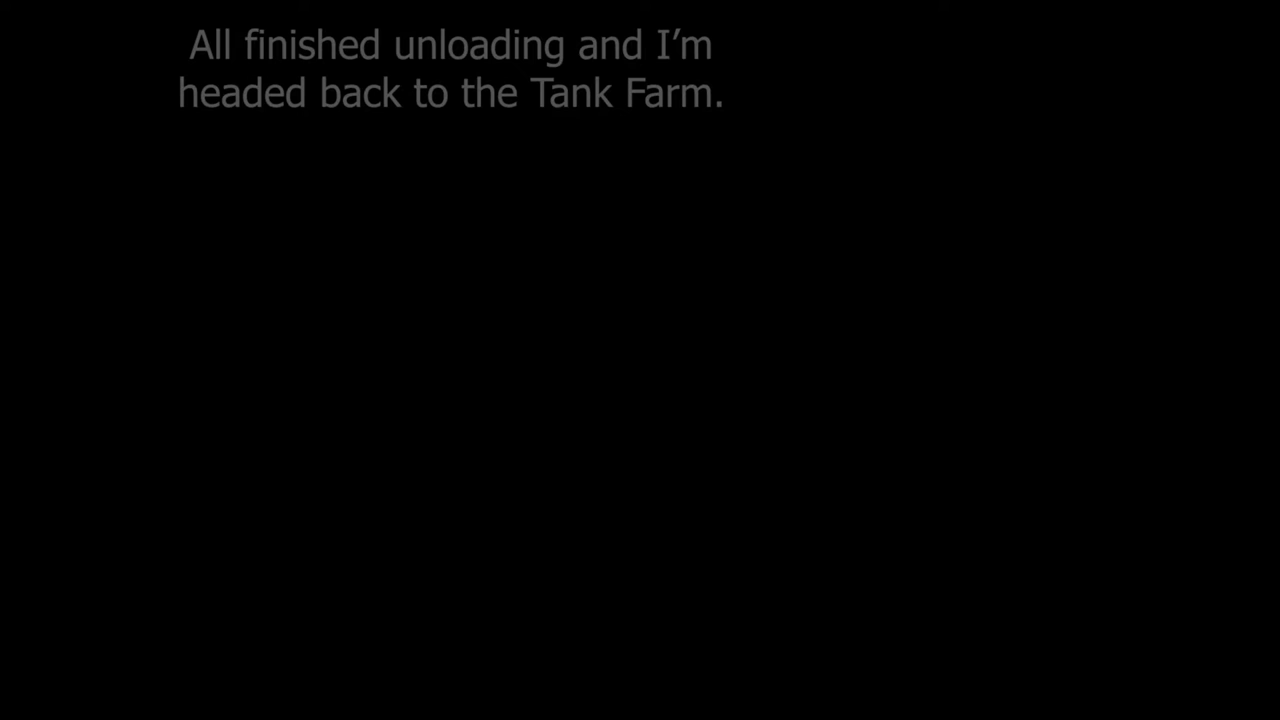 All finished unloading and I’m
headed back to the Tank Farm.